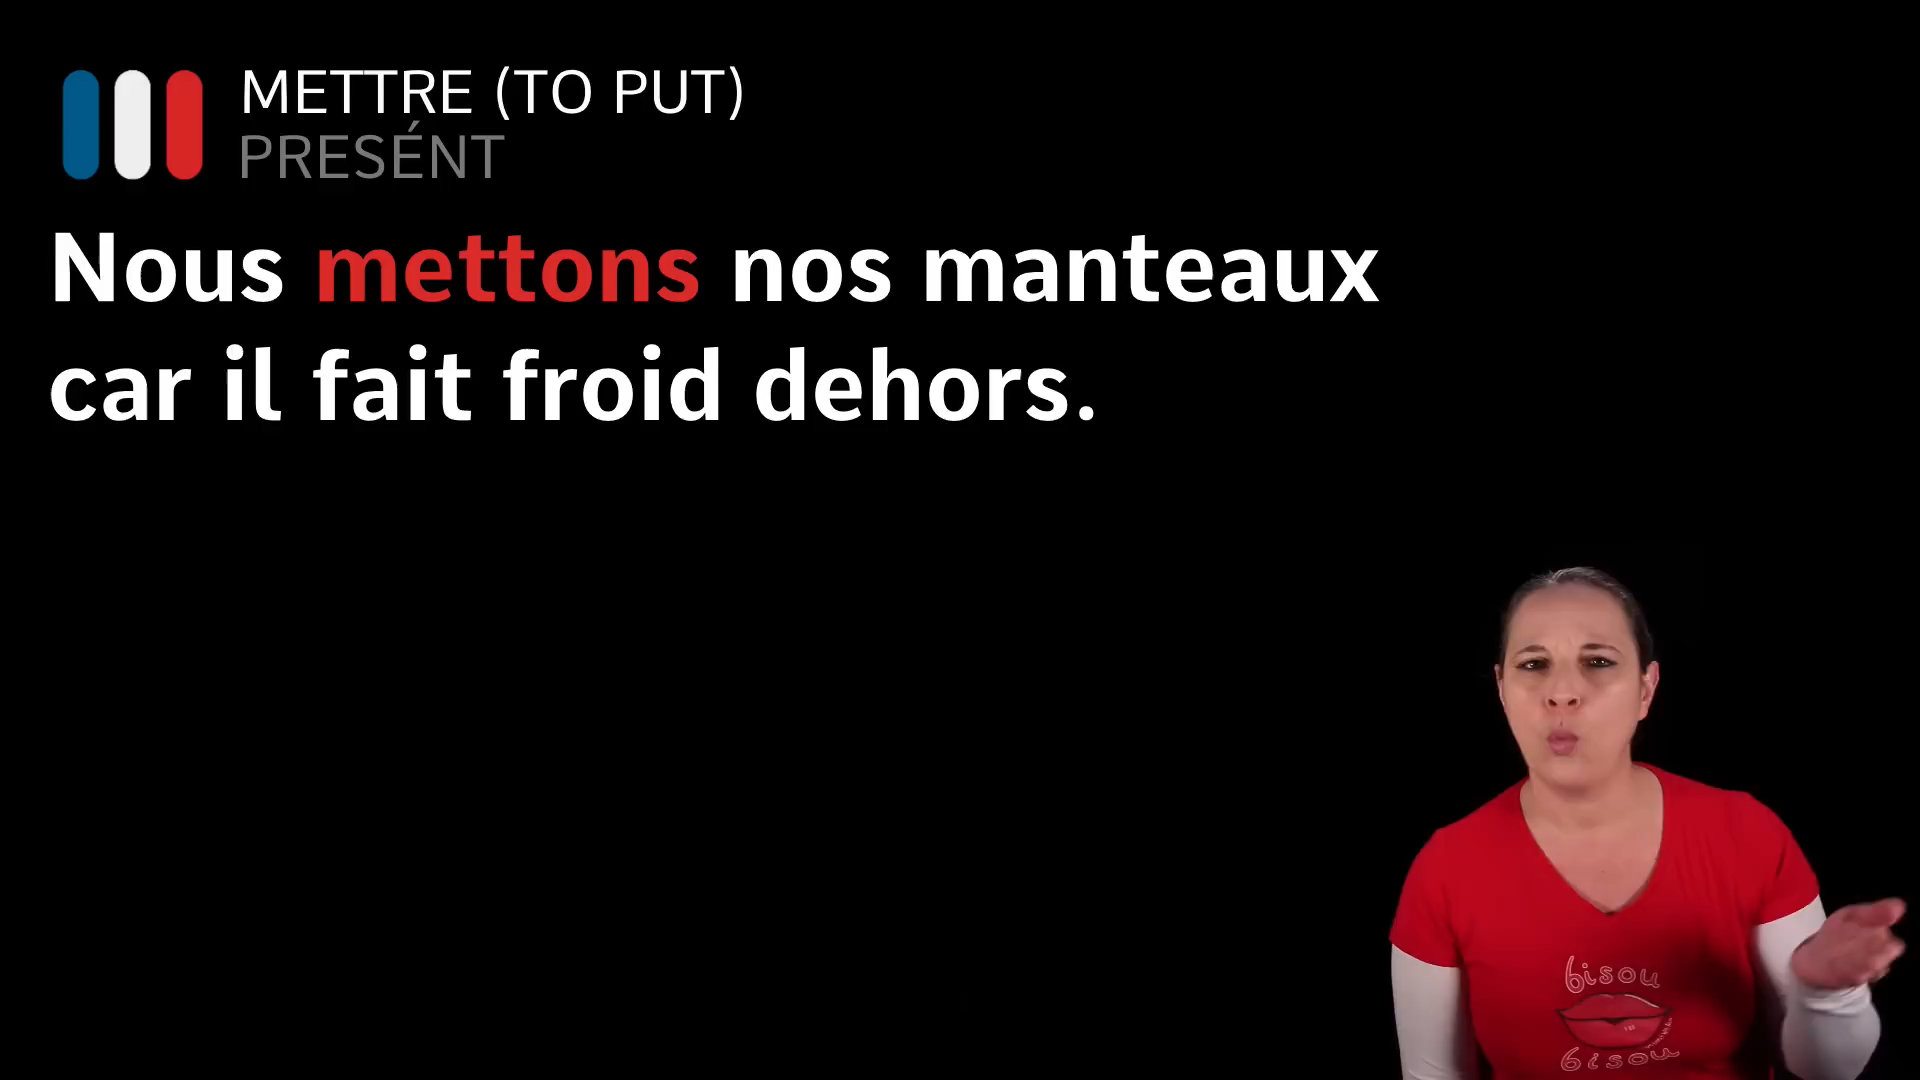 METTRE (TO PUT)
PRESÉNT
Nous mettons nos manteaux
car il fait froid dehors.
bisou
bisou